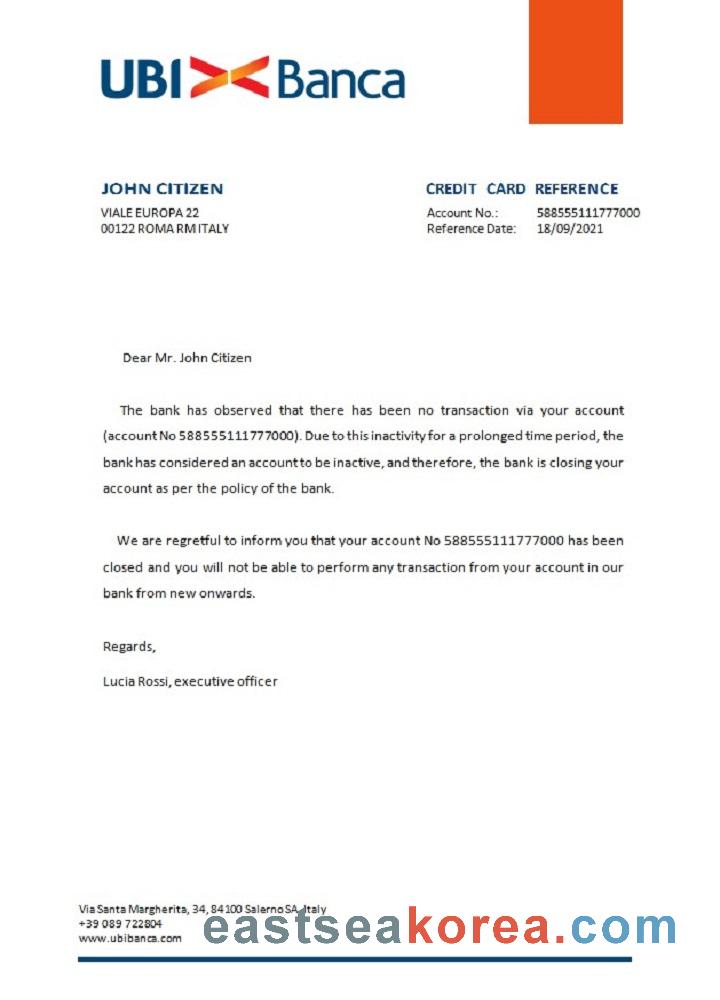 UBI Banca
JOHN CITIZEN
VIALE EUROPA 22
00122 ROMA RM ITALY
CREDIT CARD REFERENCE
Account No.: 588555111777000
Reference Date: 18/09/2021
Dear Mr. John Citizen
The bank has observed that there has been no transaction via your account
(account No 588555111777000). Due to this inactivity for a prolonged time period, the
bank has considered an account to be inactive, and therefore, the bank is closing your
account as per the policy of the bank.
We are regretful to inform you that your account No 588555111777000 has been
closed and you will not be able to perform any transaction from your account in our
bank from new onwards.
Regards,
Lucia Rossi, executive officer
Via Santa Margherita, 34, 84100 Salerno SA, Italy
+39 089 722804
www.ubibanca.com
eastseakorea.com